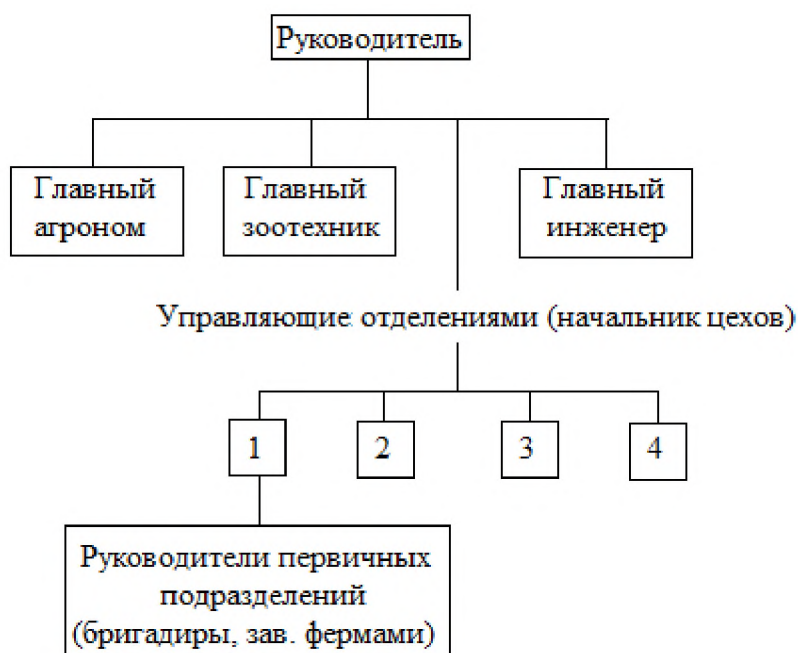 Руководитель
Главный
агроном
Главный
зоотехник
Главный
инженер
Управляющие отделениями (начальник цехов)
1
2
3
4
Руководители первичных
подразделений
(бригадиры, зав. фермами)